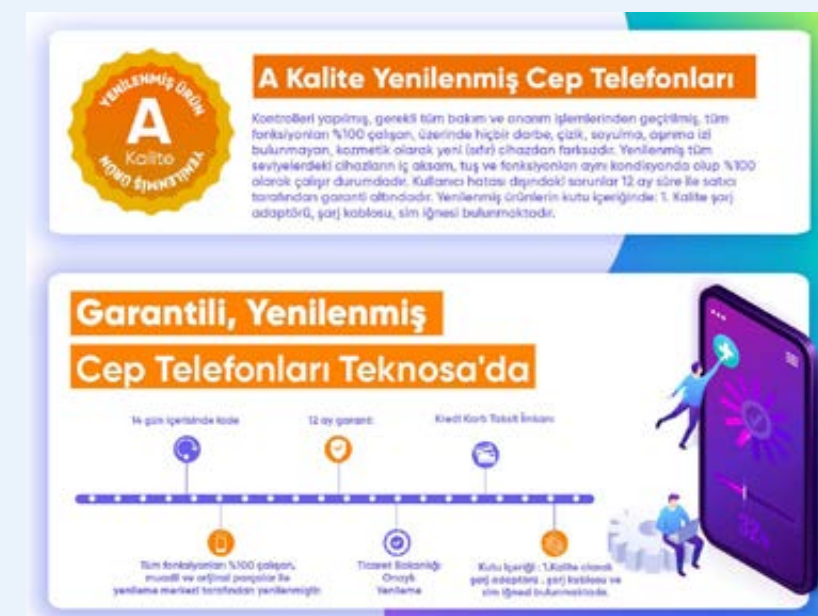 YENİLENMİŞ ÜRÜN
A
Kalite
YENİLENMİŞ ÜRÜN
A Kalite Yenilenmiş Cep Telefonları
Kontrolleri yapılmış, gerekli tüm bakım ve onarım işlemlerinden geçirilmiş, tüm
fonksiyonları %100 çalışan, üzerinde hiçbir darbe, çizik, soyulma, aşınma izi
bulunmayan, kozmetik olarak yeni (sıfır) cihazdan farksızdır. Yenilenmiş tüm
seviyelerdeki cihazların iç aksam, tuş ve fonksiyonları aynı kondisyonda olup %100
olarak çalışır durumdadır. Kullanıcı hatası dışındaki sorunlar 12 ay süre ile satıcı
tarafından garanti altındadır. Yenilenmiş ürünlerin kutu içeriğinde: 1. Kalite şarj
adaptörü, şarj kablosu, sim iğnesi bulunmaktadır.
Garantili, Yenilenmiş
Cep Telefonları Teknosa'da
14 gün içerisinde iade
12 ay garanti
Kredi Kartı Taksit İmkanı
Tüm fonksiyonları %100 çalışan,
muadil ve orijinal parçalar ile
yenileme merkezi tarafından yenilenmiştir.
Ticaret Bakanlığı
Onaylı
Yenileme
Kutu İçeriği : 1.Kalite olarak
şarj adaptörü , şarj kablosu ve
sim iğnesi bulunmaktadır.